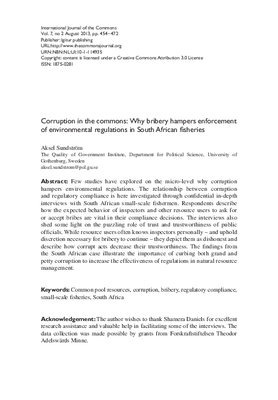 International Journal of the Commons
Vol. 7, no 2 August 2013, pp. 454–472
Publisher: Igitur publishing
URL:http://www.thecommonsjournal.org
URN:NBN:NL:UI:10-1-114935
Copyright: content is licensed under a Creative Commons Attribution 3.0 License
ISSN: 1875-0281
Corruption in the commons: Why bribery hampers enforcement
of environmental regulations in South African fisheries
Aksel Sundström
The Quality of Government Institute, Department for Political Science, University of
Gothenburg, Sweden
aksel.sundstrom@pol.gu.se
Abstract: Few studies have explored on the micro-level why corruption
hampers environmental regulations. The relationship between corruption
and regulatory compliance is here investigated through confidentially stated,
in-depth interviews with South African small-scale fishermen. Respondents describe
how the expected behavior of inspectors and other resource users to ask for
or accept bribes are vital in their compliance decisions. The interviews also
shed some light on the puzzling role of trust and trustworthiness of public
officials. While resource users often knows inspectors personally – and uphold
discretion necessary for bribery to continue – they depict them as dishonest and
describe how corrupt acts decrease their trustworthiness. The findings from
the South African case illustrate the importance of curbing both grand and
petty corruption to increase the effectiveness of regulations in natural resource
management.
Keywords: Common pool resources, corruption, bribery, regulatory compliance,
small-scale fisheries, South Africa
Acknowledgement: The author wishes to thank Shamera Daniels for excellent
research assistance and valuable help in facilitating some of the interviews. The
data collection was made possible by grants from Forskraftstiftelsen Theodor
Adelswärds Minne.